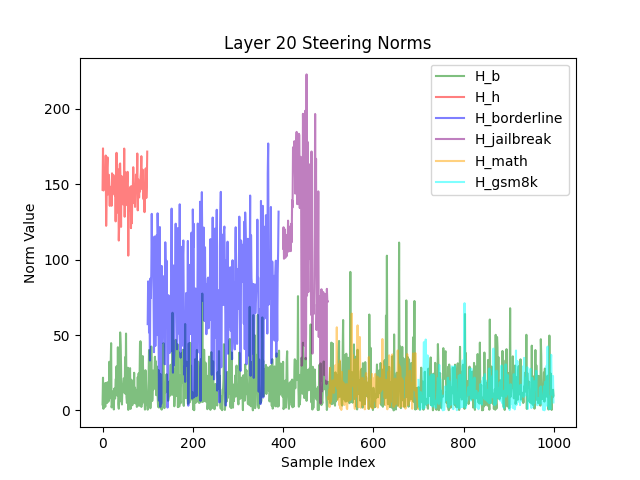 Layer 20 Steering Norms
Norm Value
200
150
100
50
0
H_b
H_h
H_borderline
H_jailbreak
H_math
H_gsm8k
0 200 400 600 800 1000
Sample Index